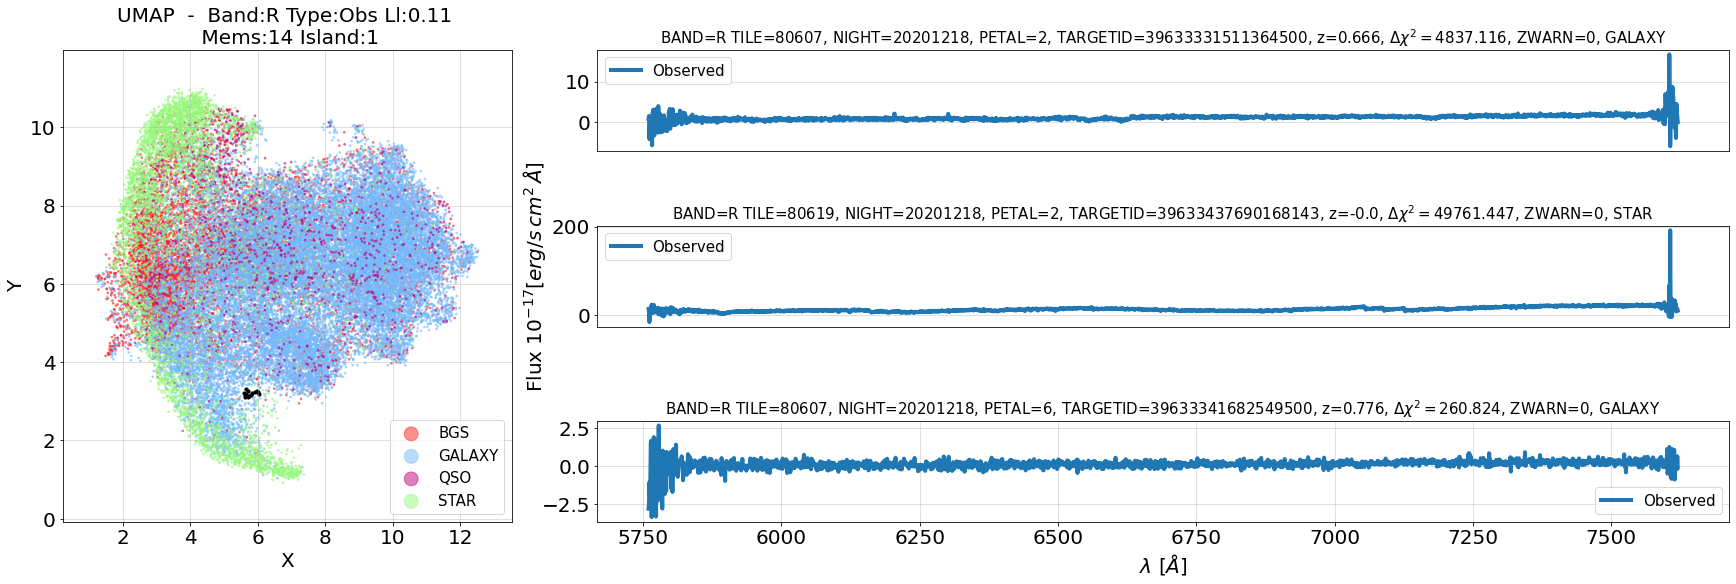 UMAP - Band:R Type:Obs Ll:0.11
Mems:14 Island:1
Y
10
8
6
4
2
0
2
4
6
8
10
12
X
BGS
GALAXY
QSO
STAR
Flux 10^{-17}[erg/s cm^2 Å]
BAND=R TILE=80607, NIGHT=20201218, PETAL=2, TARGETID=39633331511364500, z=0.666, Δχ² = 4837.116, ZWARN=0, GALAXY
Observed
10
0
BAND=R TILE=80619, NIGHT=20201218, PETAL=2, TARGETID=39633437690168143, z=-0.0, Δχ² = 49761.447, ZWARN=0, STAR
Observed
200
0
BAND=R TILE=80607, NIGHT=20201218, PETAL=6, TARGETID=39633341682549500, z=0.776, Δχ² = 260.824, ZWARN=0, GALAXY
2.5
0.0
−2.5
Observed
5750
6000
6250
6500
6750
7000
7250
7500
λ [Å]